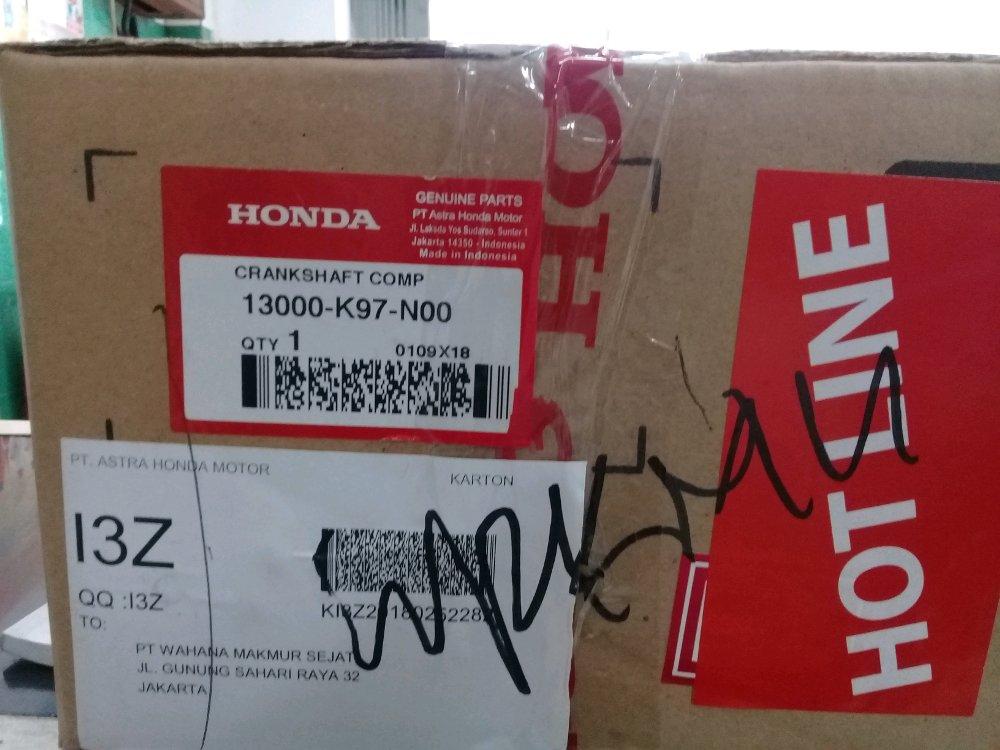 HONDA
GENUINE PARTS
PT Astra Honda Motor
Jl. Laksda Yos Sudarso, Sunter 1
Jakarta 14350 - Indonesia
Made in Indonesia
CRANKSHAFT COMP
13000-K97-N00
QTY 1
0109X18
PT. ASTRA HONDA MOTOR
KARTON
I3Z
QQ :I3Z
TO:
PT WAHANA MAKMUR SEJAT
JL. GUNUNG SAHARI RAYA 32
JAKARTA
HOT LINE